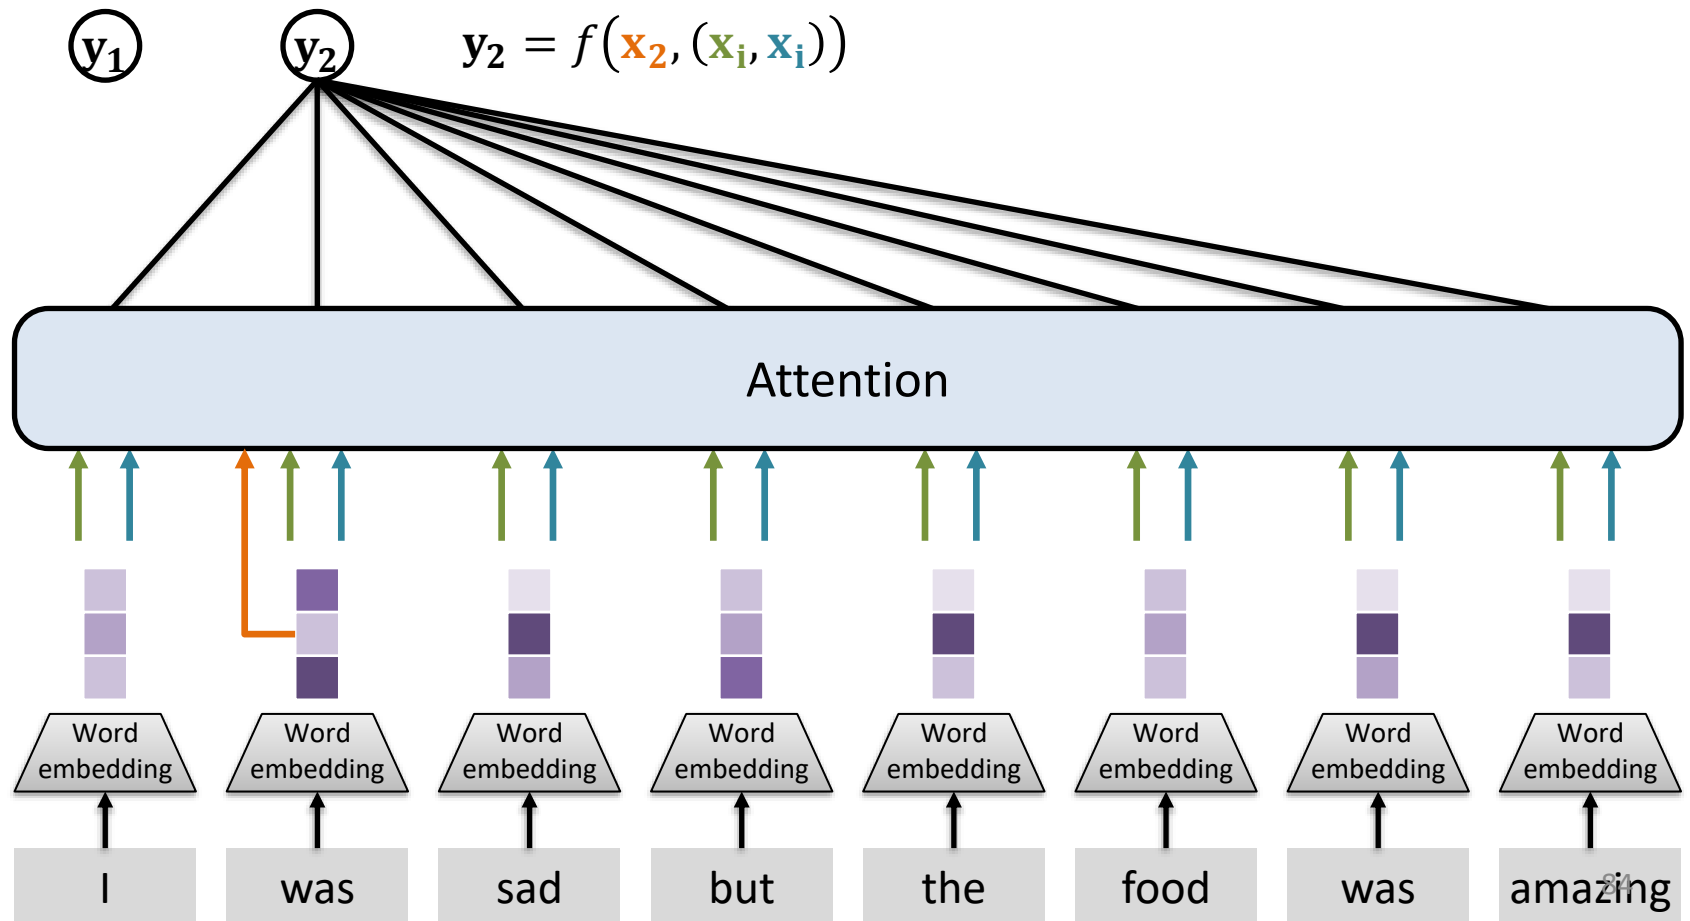 y₁ y₂ y₂ = f(x₂, (xᵢ, xᵢ))
Attention
Word embedding Word embedding Word embedding Word embedding Word embedding Word embedding Word embedding Word embedding
I was sad but the food was amazing
84